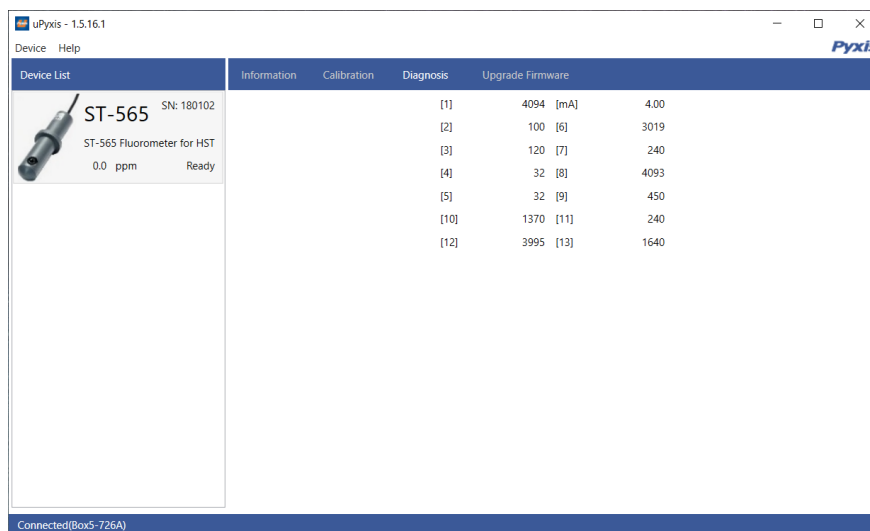 uPyxis - 1.5.16.1
Device Help
Device List
Information Calibration Diagnosis Upgrade Firmware
ST-565 SN: 180102
ST-565 Fluorometer for HST
0.0 ppm Ready
[1] 4094 [mA] 4.00
[2] 100 [6] 3019
[3] 120 [7] 240
[4] 32 [8] 4093
[5] 32 [9] 450
[10] 1370 [11] 240
[12] 3995 [13] 1640
Connected(Box5-726A)